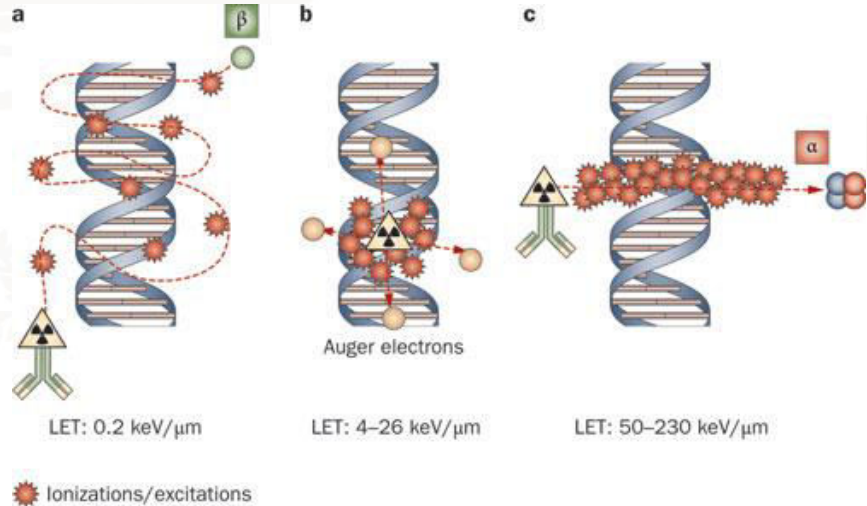 a
β
b
c
α
Auger electrons
LET: 0.2 keV/μm
LET: 4–26 keV/μm
LET: 50–230 keV/μm
Ionizations/excitations